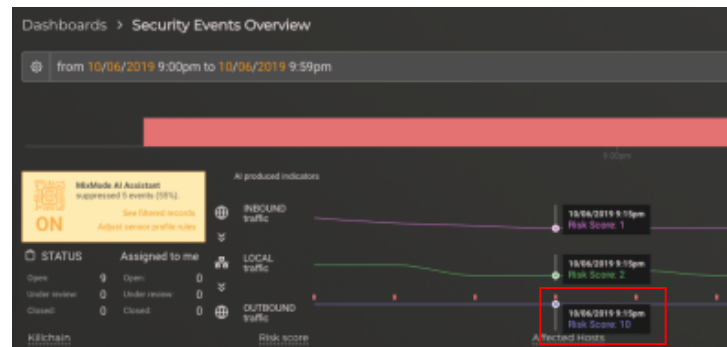 Dashboards > Security Events Overview
from 10/06/2019 9:00pm to 10/06/2019 9:59pm
9:00pm
MixMode AI Assistant
suppressed 5 events (55%).
See filtered records
Adjust sensor profile rules
ON
AI produced indicators
INBOUND
traffic
10/06/2019 9:15pm
Risk Score: 1
STATUS Assigned to me
Open: 9 Open: 0
Under review: 0 Under review: 0
Closed: 0 Closed: 0
LOCAL
traffic
10/06/2019 9:15pm
Risk Score: 2
OUTBOUND
traffic
10/06/2019 9:15pm
Risk Score: 10
Killchain Risk score Affected Hosts